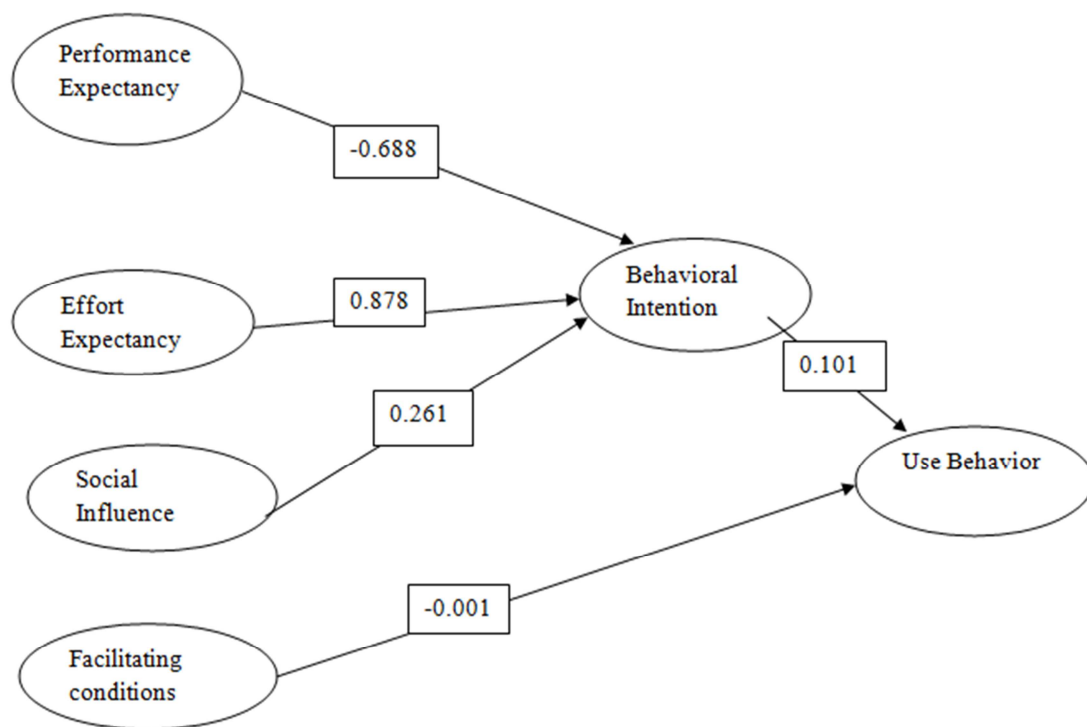 Performance
Expectancy
-0.688
Effort
Expectancy
0.878
Behavioral
Intention
0.101
0.261
Social
Influence
Use Behavior
-0.001
Facilitating
conditions